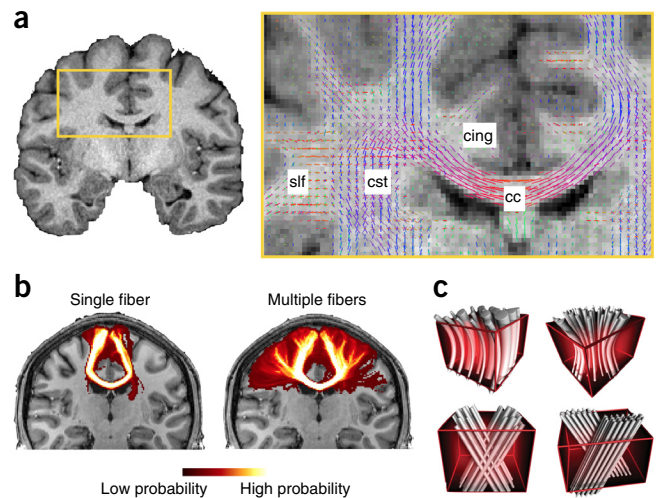 a
cing
slf
cst
cc
b
Single fiber
Multiple fibers
c
Low probability
High probability